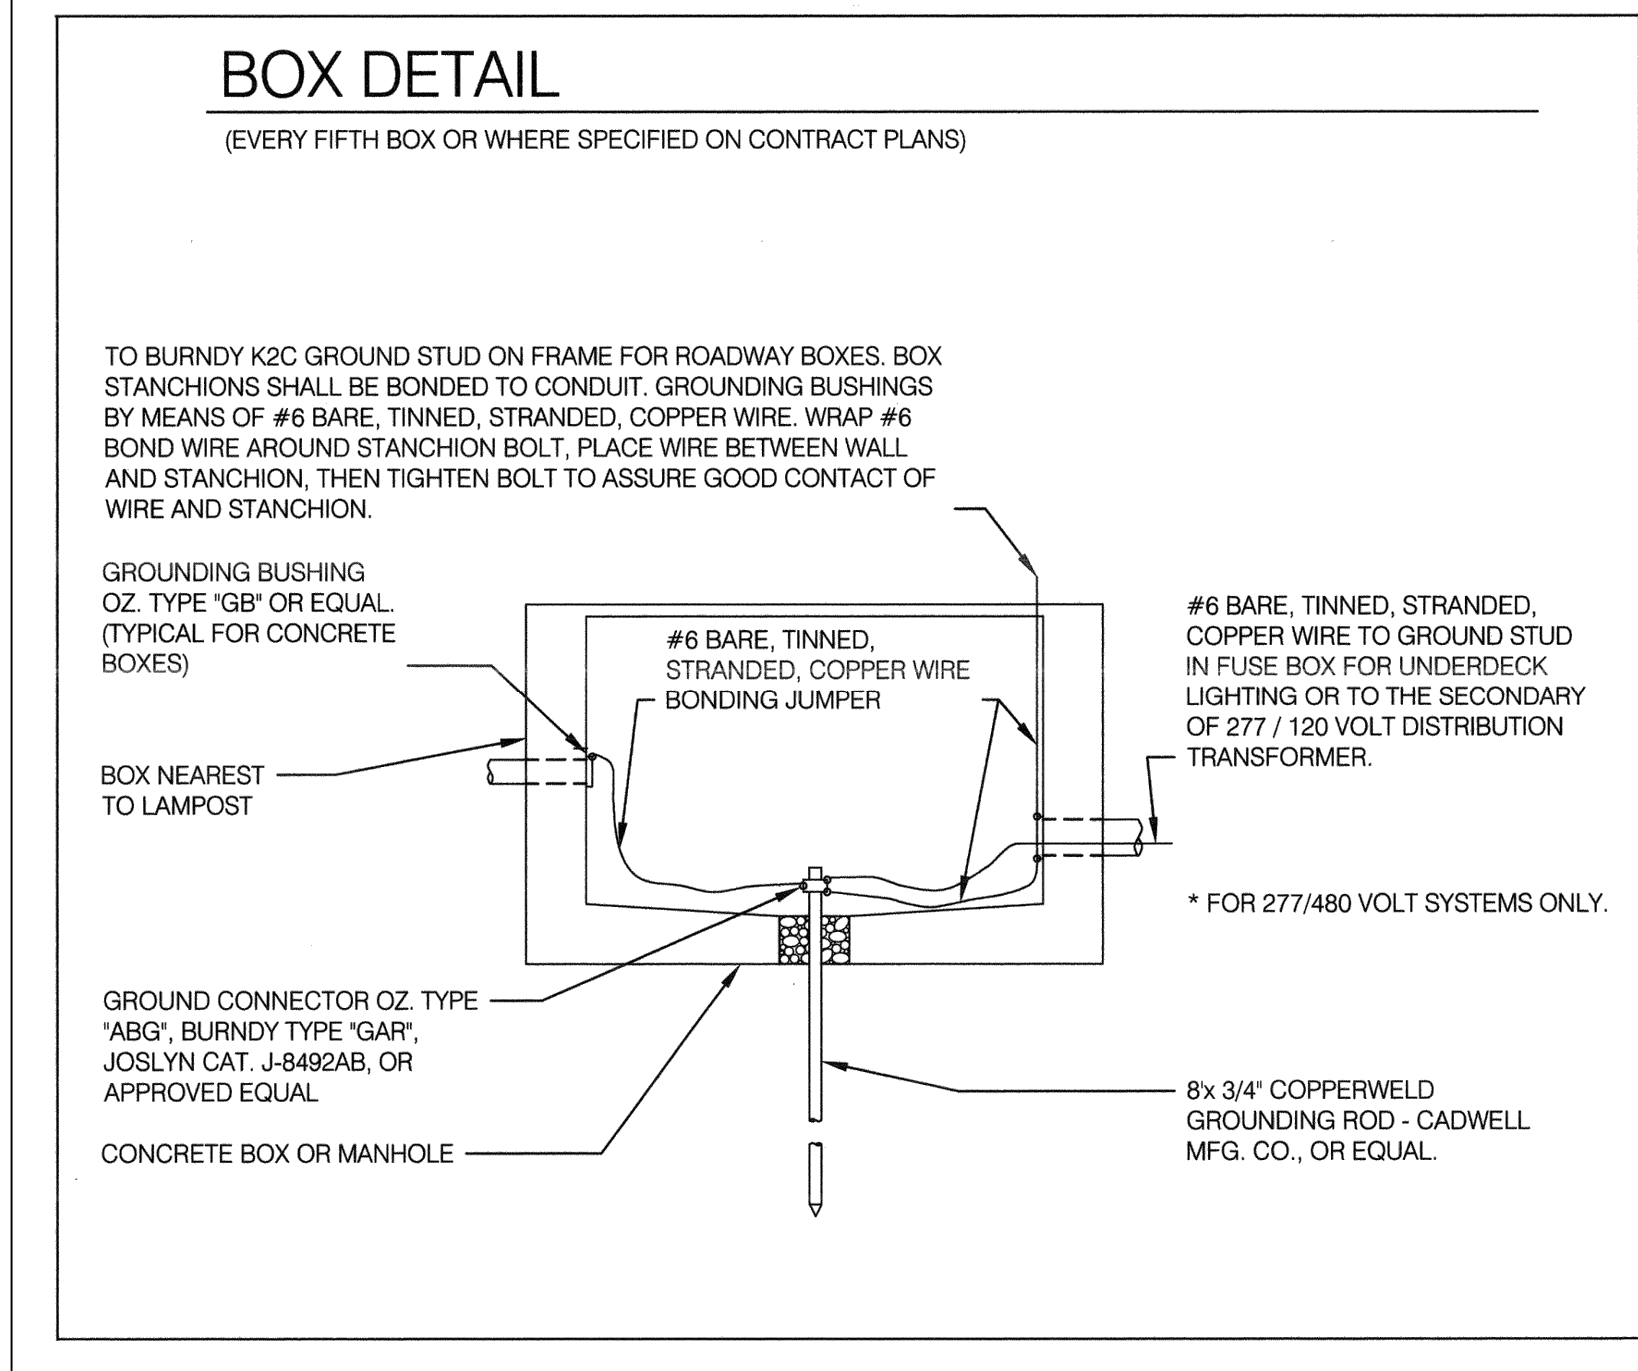 BOX DETAIL
(EVERY FIFTH BOX OR WHERE SPECIFIED ON CONTRACT PLANS)
TO BURNDY K2C GROUND STUD ON FRAME FOR ROADWAY BOXES. BOX
STANCHIONS SHALL BE BONDED TO CONDUIT. GROUNDING BUSHINGS
BY MEANS OF #6 BARE, TINNED, STRANDED, COPPER WIRE. WRAP #6
BOND WIRE AROUND STANCHION BOLT, PLACE WIRE BETWEEN WALL
AND STANCHION, THEN TIGHTEN BOLT TO ASSURE GOOD CONTACT OF
WIRE AND STANCHION.
GROUNDING BUSHING
OZ. TYPE "GB" OR EQUAL.
(TYPICAL FOR CONCRETE
BOXES)
#6 BARE, TINNED,
STRANDED, COPPER WIRE
BONDING JUMPER
#6 BARE, TINNED, STRANDED,
COPPER WIRE TO GROUND STUD
IN FUSE BOX FOR UNDERDECK
LIGHTING OR TO THE SECONDARY
OF 277 / 120 VOLT DISTRIBUTION
TRANSFORMER.
BOX NEAREST
TO LAMPOST
* FOR 277/480 VOLT SYSTEMS ONLY.
GROUND CONNECTOR OZ. TYPE
"ABG", BURNDY TYPE "GAR",
JOSLYN CAT. J-8492AB, OR
APPROVED EQUAL
CONCRETE BOX OR MANHOLE
8'x 3/4" COPPERWELD
GROUNDING ROD - CADWELL
MFG. CO., OR EQUAL.